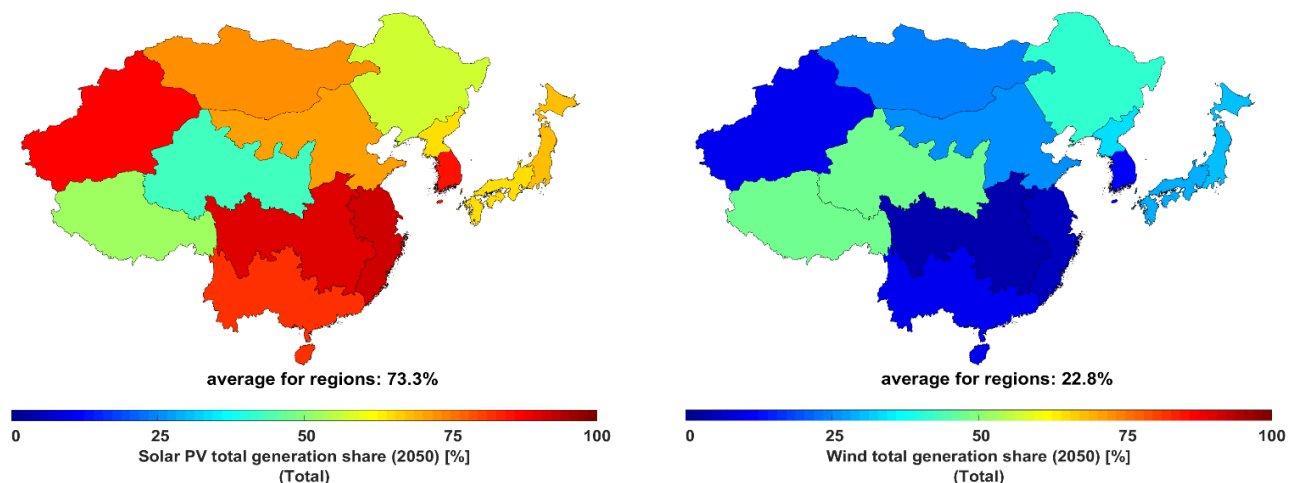 average for regions: 73.3%
0 25 50 75 100
Solar PV total generation share (2050) [%]
(Total)
average for regions: 22.8%
0 25 50 75 100
Wind total generation share (2050) [%]
(Total)